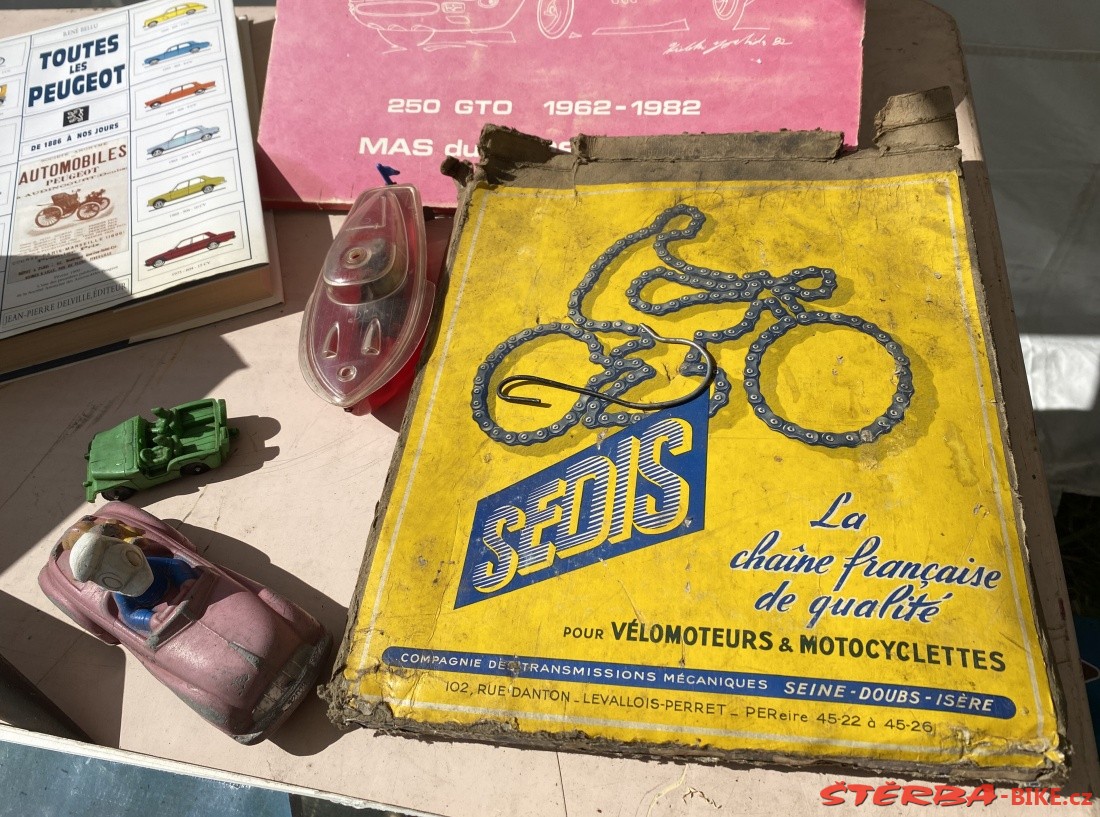 RENÉ BELLU
TOUTES
LES
PEUGEOT
DE 1886 À NOS JOURS
AUTOMOBILES
PEUGEOT
JEAN-PIERRE DELVILLE, ÉDITEUR
250 GTO 1962-1982
MAS du
SEDIS
La
chaîne française
de qualité
POUR VÉLOMOTEURS & MOTOCYCLETTES
COMPAGNIE DES TRANSMISSIONS MÉCANIQUES SEINE-DOUBS-ISÈRE
102, RUE DANTON _ LEVALLOIS-PERRET _ PEReire 45-22 à 45-26
ŠTĚRBA-BIKE.cz